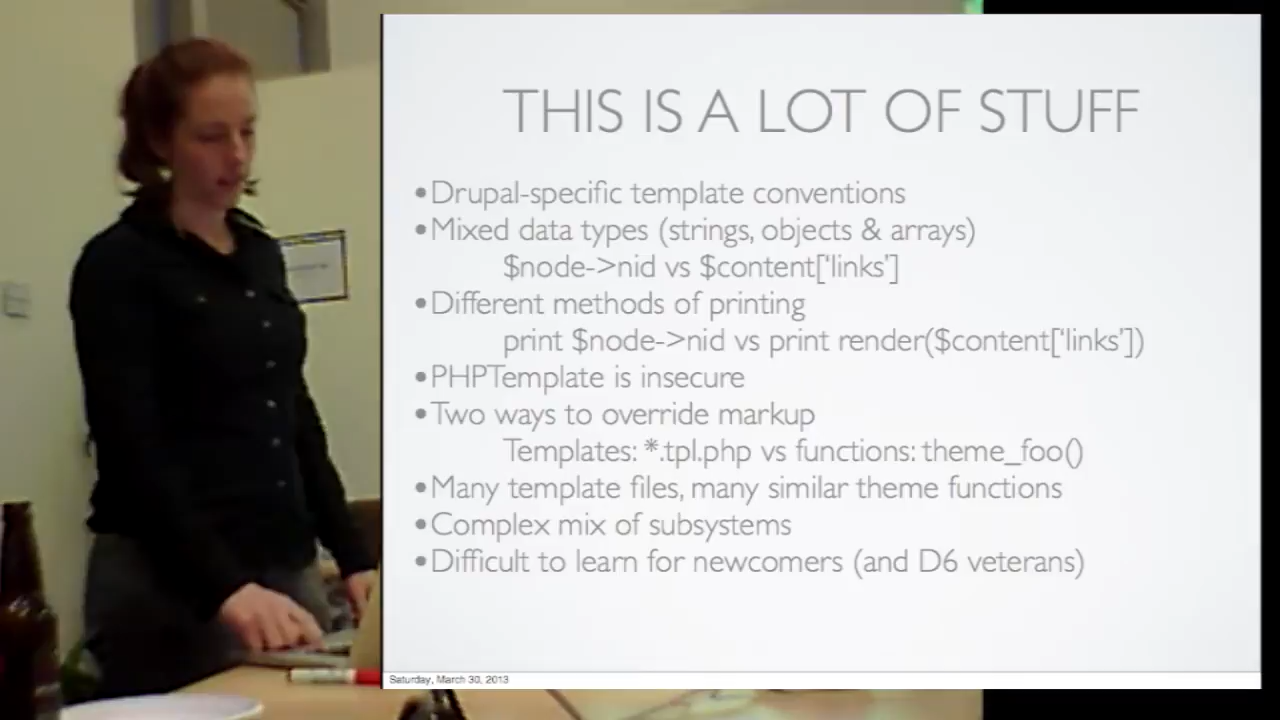 THIS IS A LOT OF STUFF
•Drupal-specific template conventions
•Mixed data types (strings, objects & arrays)
$node->nid vs $content[‘links’]
•Different methods of printing
print $node->nid vs print render($content[‘links’])
•PHPTemplate is insecure
•Two ways to override markup
Templates: *.tpl.php vs functions: theme_foo()
•Many template files, many similar theme functions
•Complex mix of subsystems
•Difficult to learn for newcomers (and D6 veterans)
Saturday, March 30, 2013